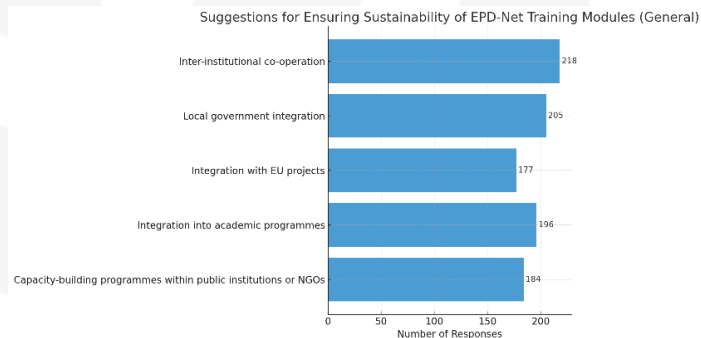 Suggestions for Ensuring Sustainability of EPD-Net Training Modules (General)
Inter-institutional co-operation
218
Local government integration
205
Integration with EU projects
177
Integration into academic programmes
196
Capacity-building programmes within public institutions or NGOs
184
0 50 100 150 200
Number of Responses